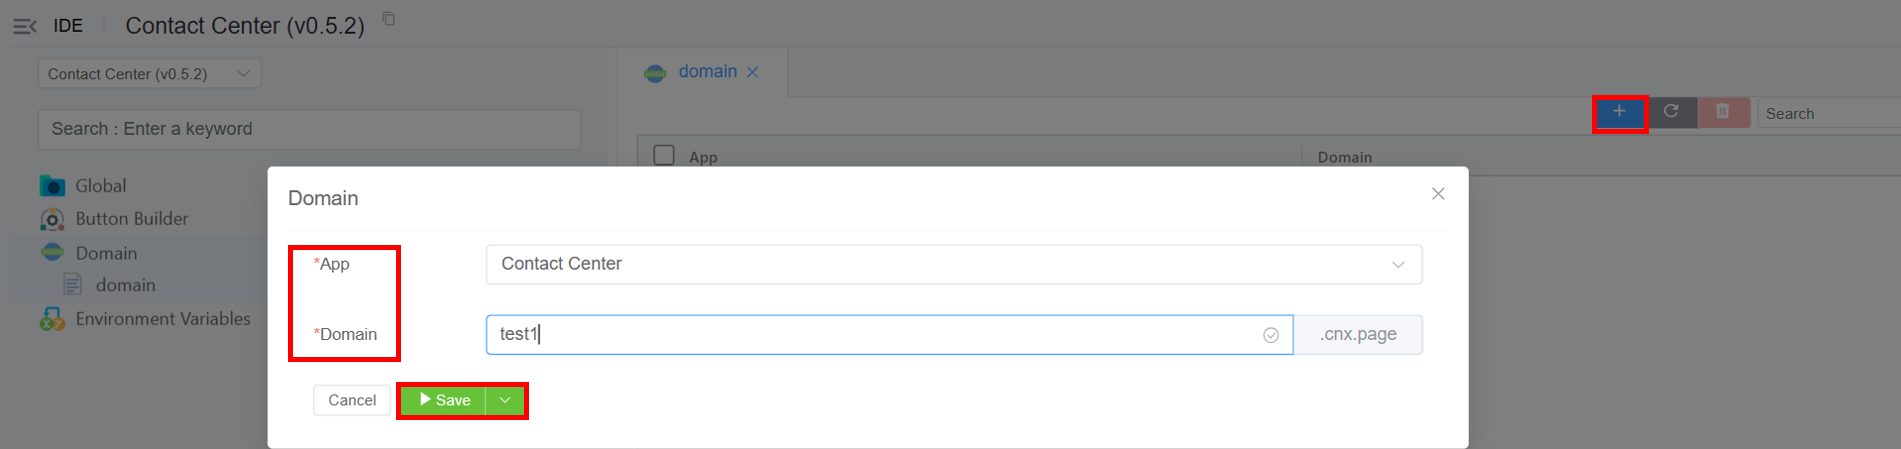 IDE
Contact Center (v0.5.2)
Contact Center (v0.5.2)
Search : Enter a keyword
Global
Button Builder
Domain
domain
Environment Variables
domain
Search
App
Domain
Domain
*App
Contact Center
*Domain
test1
.cnx.page
Cancel
Save